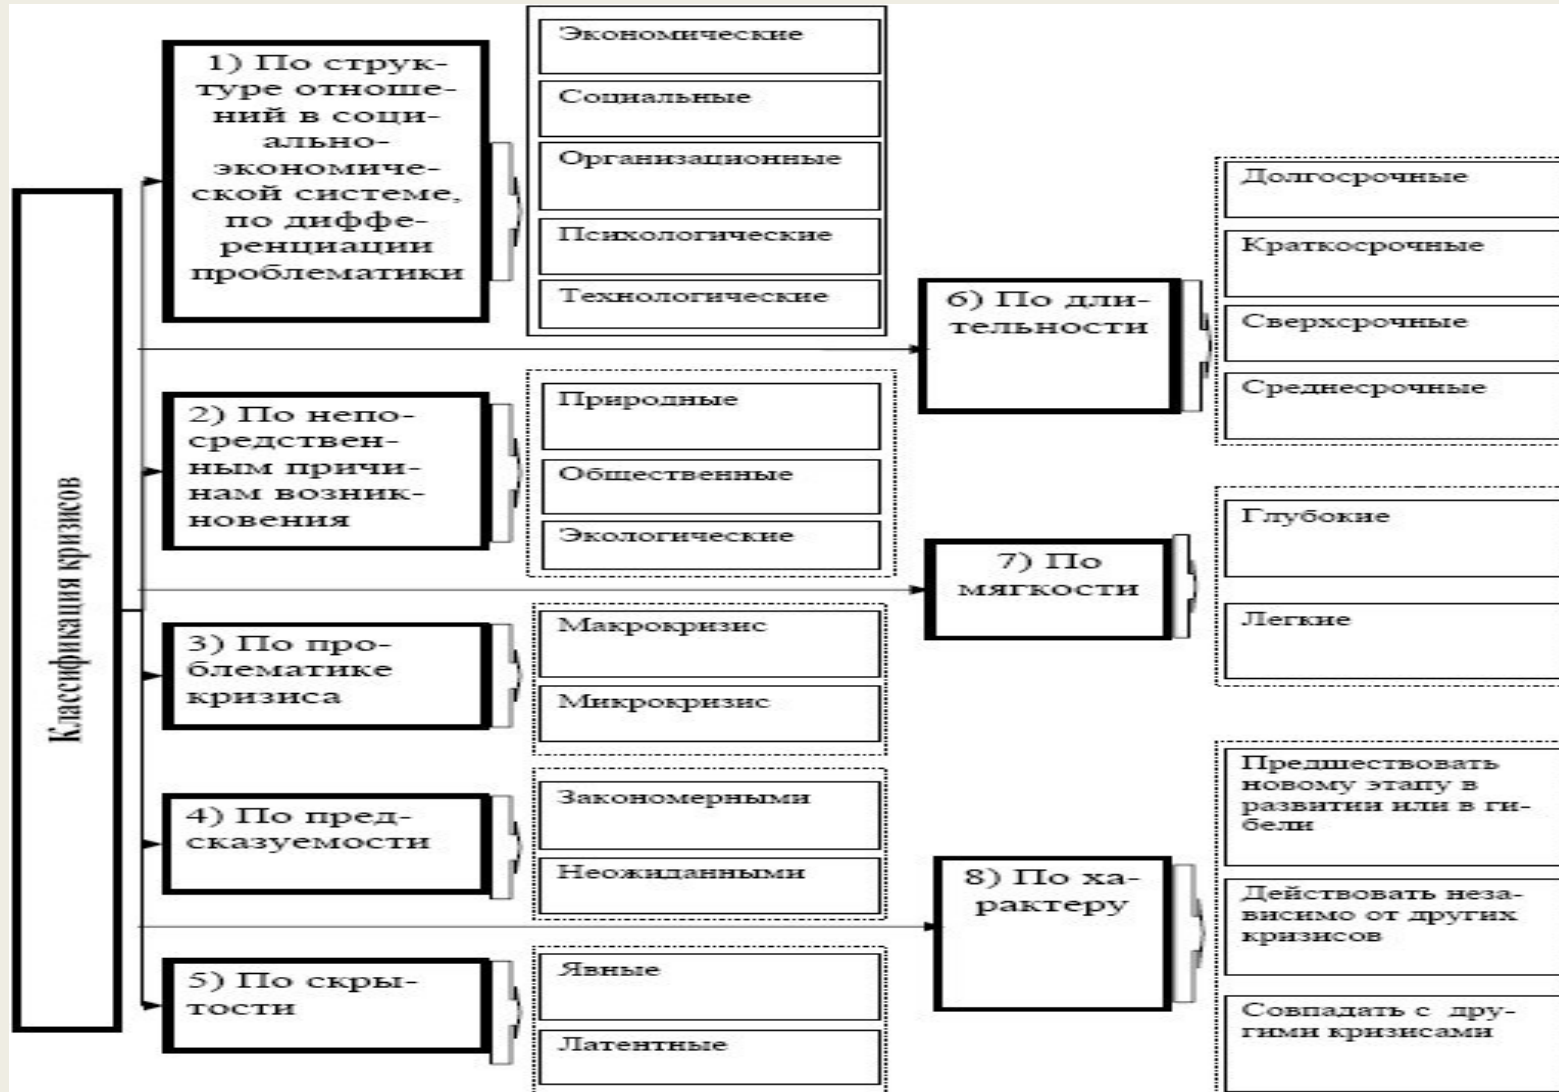 Классификация кризисов
1) По струк-
туре отноше-
ний в соци-
ально-
экономиче-
ской системе,
по диффе-
ренциации
проблематики
Экономические
Социальные
Организационные
Психологические
Технологические
2) По непо-
средствен-
ным причи-
нам возник-
новения
Природные
Общественные
Экологические
3) По про-
блематике
кризиса
Макрокризис
Микрокризис
4) По пред-
сказуемости
Закономерными
Неожиданными
5) По скры-
тости
Явные
Латентные
6) По дли-
тельности
Долгосрочные
Краткосрочные
Сверхсрочные
Среднесрочные
7) По
мягкости
Глубокие
Легкие
8) По ха-
рактеру
Предшествовать
новому этапу в
развитии или в ги-
бели
Действовать неза-
висимо от других
кризисов
Совпадать с дру-
гими кризисами